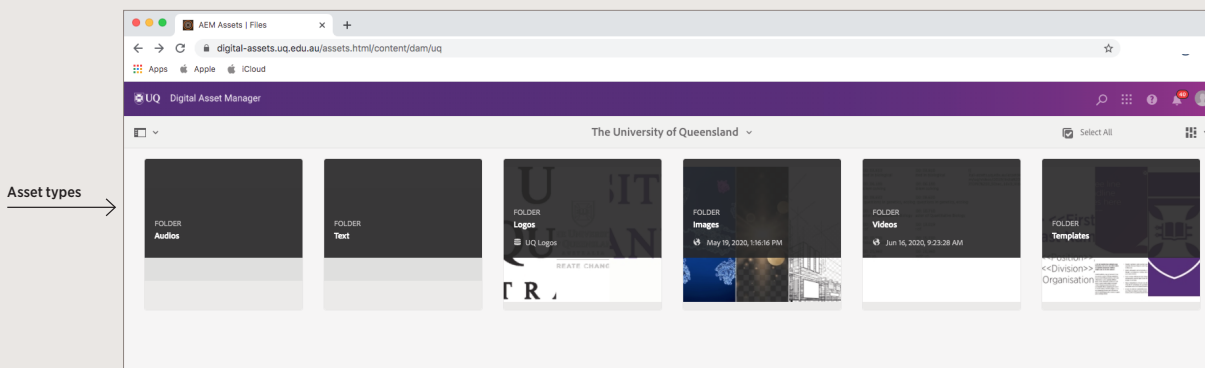 AEM Assets | Files
digital-assets.uq.edu.au/assets.html/content/dam/uq
Apps Apple iCloud
UQ Digital Asset Manager
40
The University of Queensland
Select All
Asset types
FOLDER
Audios
FOLDER
Text
FOLDER
Logos
UQ Logos
REATE CHANG
FOLDER
Images
May 19, 2020, 1:16:16 PM
FOLDER
Videos
Jun 16, 2020, 9:23:28 AM
FOLDER
Templates
<<Division>>
Organisation